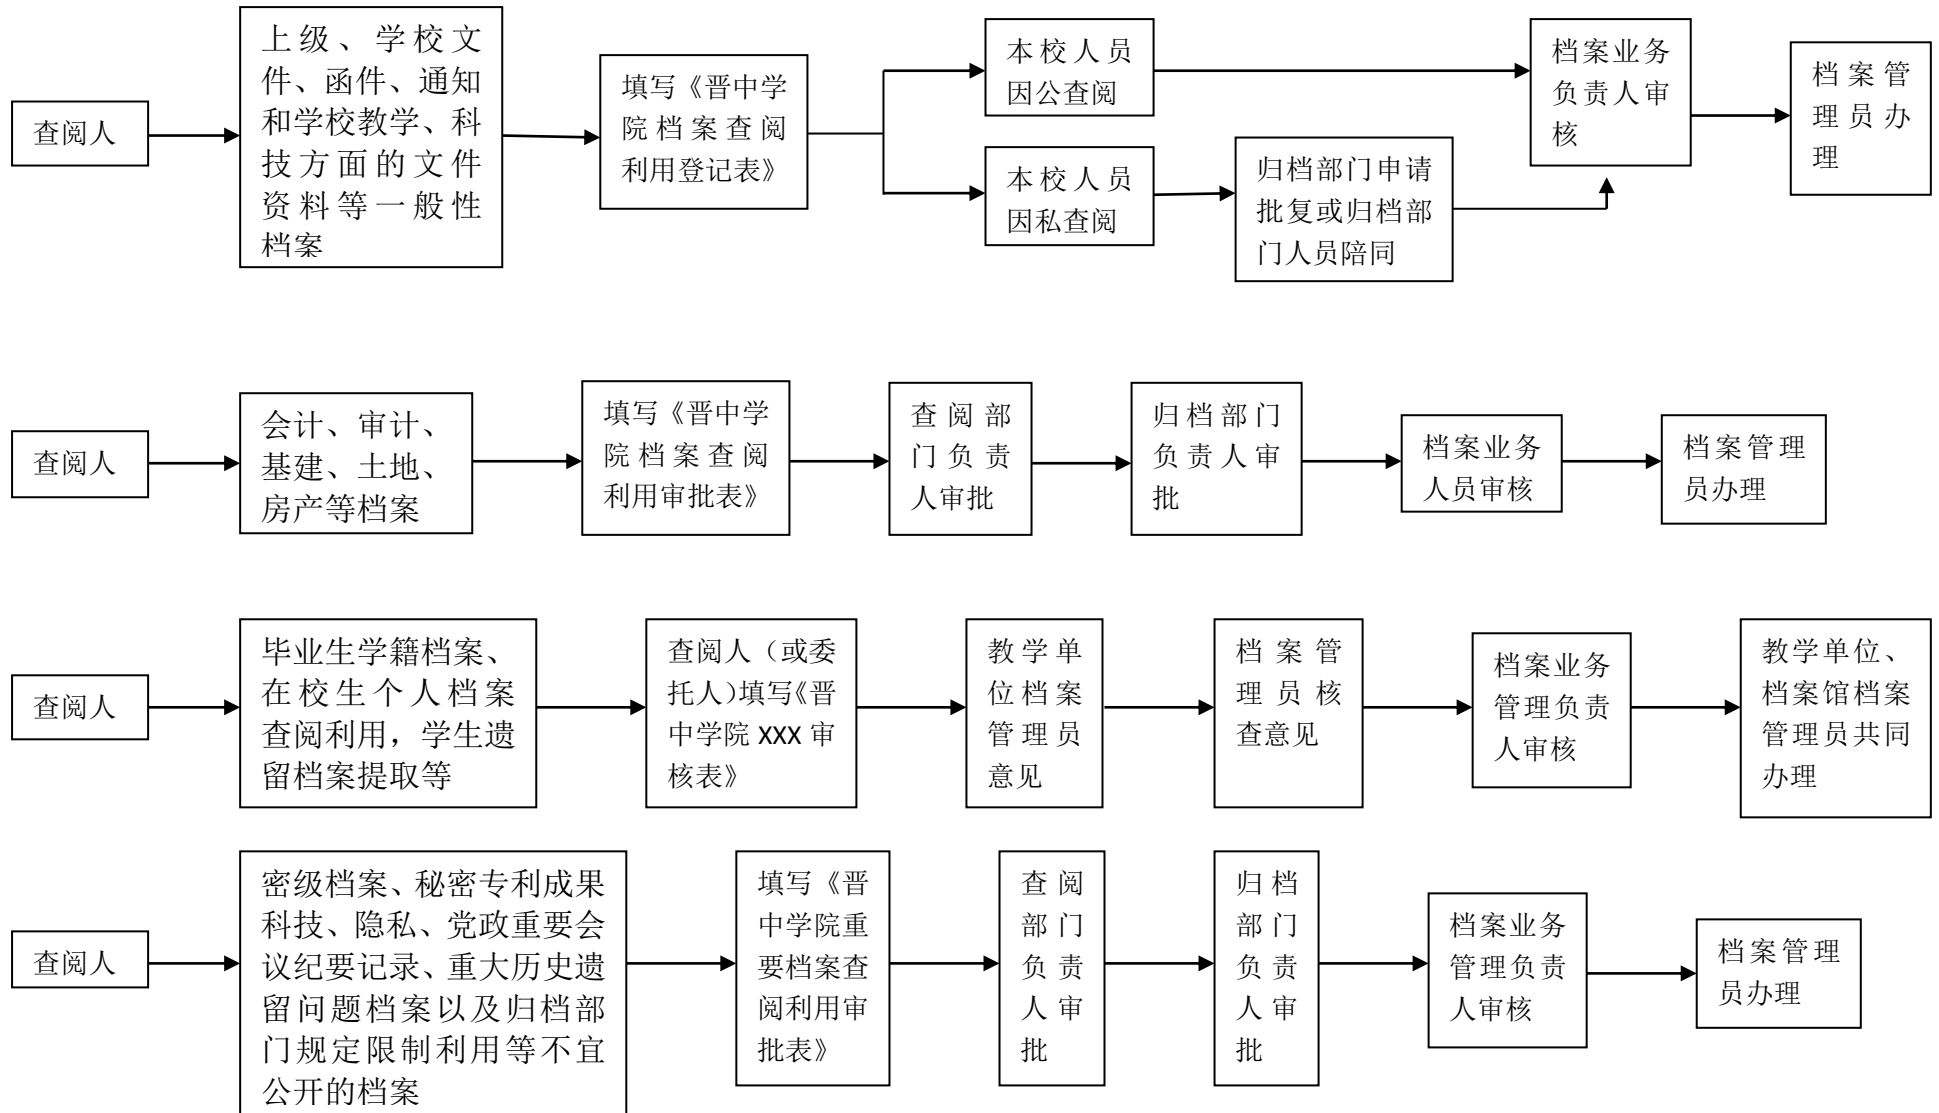 查阅人
上级、学校文
件、函件、通知
和学校教学、科
技方面的文件
资料等一般性
档案
填写《晋中学
院档案查阅
利用登记表》
本校人员
因公查阅
本校人员
因私查阅
归档部门申请
批复或归档部
门人员陪同
档案业务
负责人审
核
档案管
理员办
理
查阅人
会计、审计、
基建、土地、
房产等档案
填写《晋中学
院档案查阅
利用审批表》
查阅部
门负责
人审批
归档部门
负责人审
批
档案业务
人员审核
档案管理
员办理
查阅人
毕业生学籍档案、
在校生个人档案
查阅利用，学生遗
留档案提取等
查阅人（或委
托人）填写《晋
中学院 XXX 审
核表》
教学单
位档案
管理员
意见
档案管
理员核
查意见
档案业务
管理负责
人审核
教学单位、
档案馆档案
管理员共同
办理
查阅人
密级档案、秘密专利成果
科技、隐私、党政重要会
议纪要记录、重大历史遗
留问题档案以及归档部
门规定限制利用等不宜
公开的档案
填写《晋
中学院重
要档案查
阅利用审
批表》
查阅
部门
负责
人审
批
归档
部门
负责
人审
批
档案业务
管理负责
人审核
档案管理
员办理